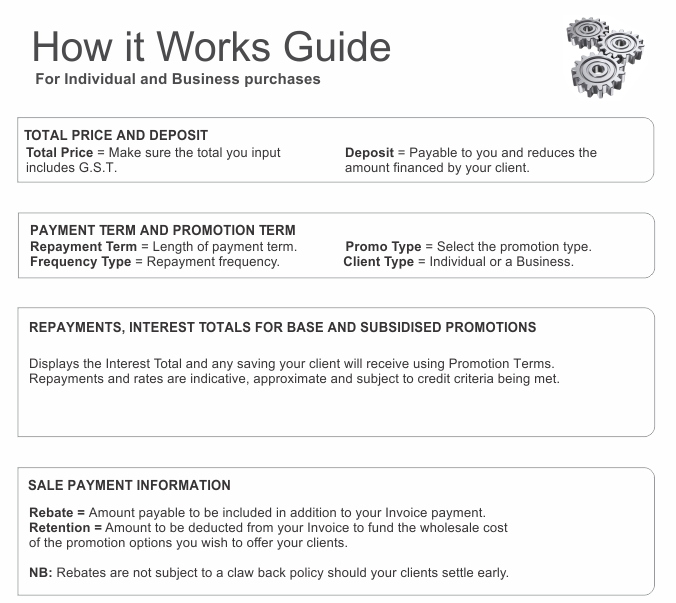 How it Works Guide
For Individual and Business purchases
TOTAL PRICE AND DEPOSIT
Total Price = Make sure the total you input
includes G.S.T.
Deposit = Payable to you and reduces the
amount financed by your client.
PAYMENT TERM AND PROMOTION TERM
Repayment Term = Length of payment term.
Frequency Type = Repayment frequency.
Promo Type = Select the promotion type.
Client Type = Individual or a Business.
REPAYMENTS, INTEREST TOTALS FOR BASE AND SUBSIDISED PROMOTIONS
Displays the Interest Total and any saving your client will receive using Promotion Terms.
Repayments and rates are indicative, approximate and subject to credit criteria being met.
SALE PAYMENT INFORMATION
Rebate = Amount payable to be included in addition to your Invoice payment.
Retention = Amount to be deducted from your Invoice to fund the wholesale cost
of the promotion options you wish to offer your clients.
NB: Rebates are not subject to a claw back policy should your clients settle early.